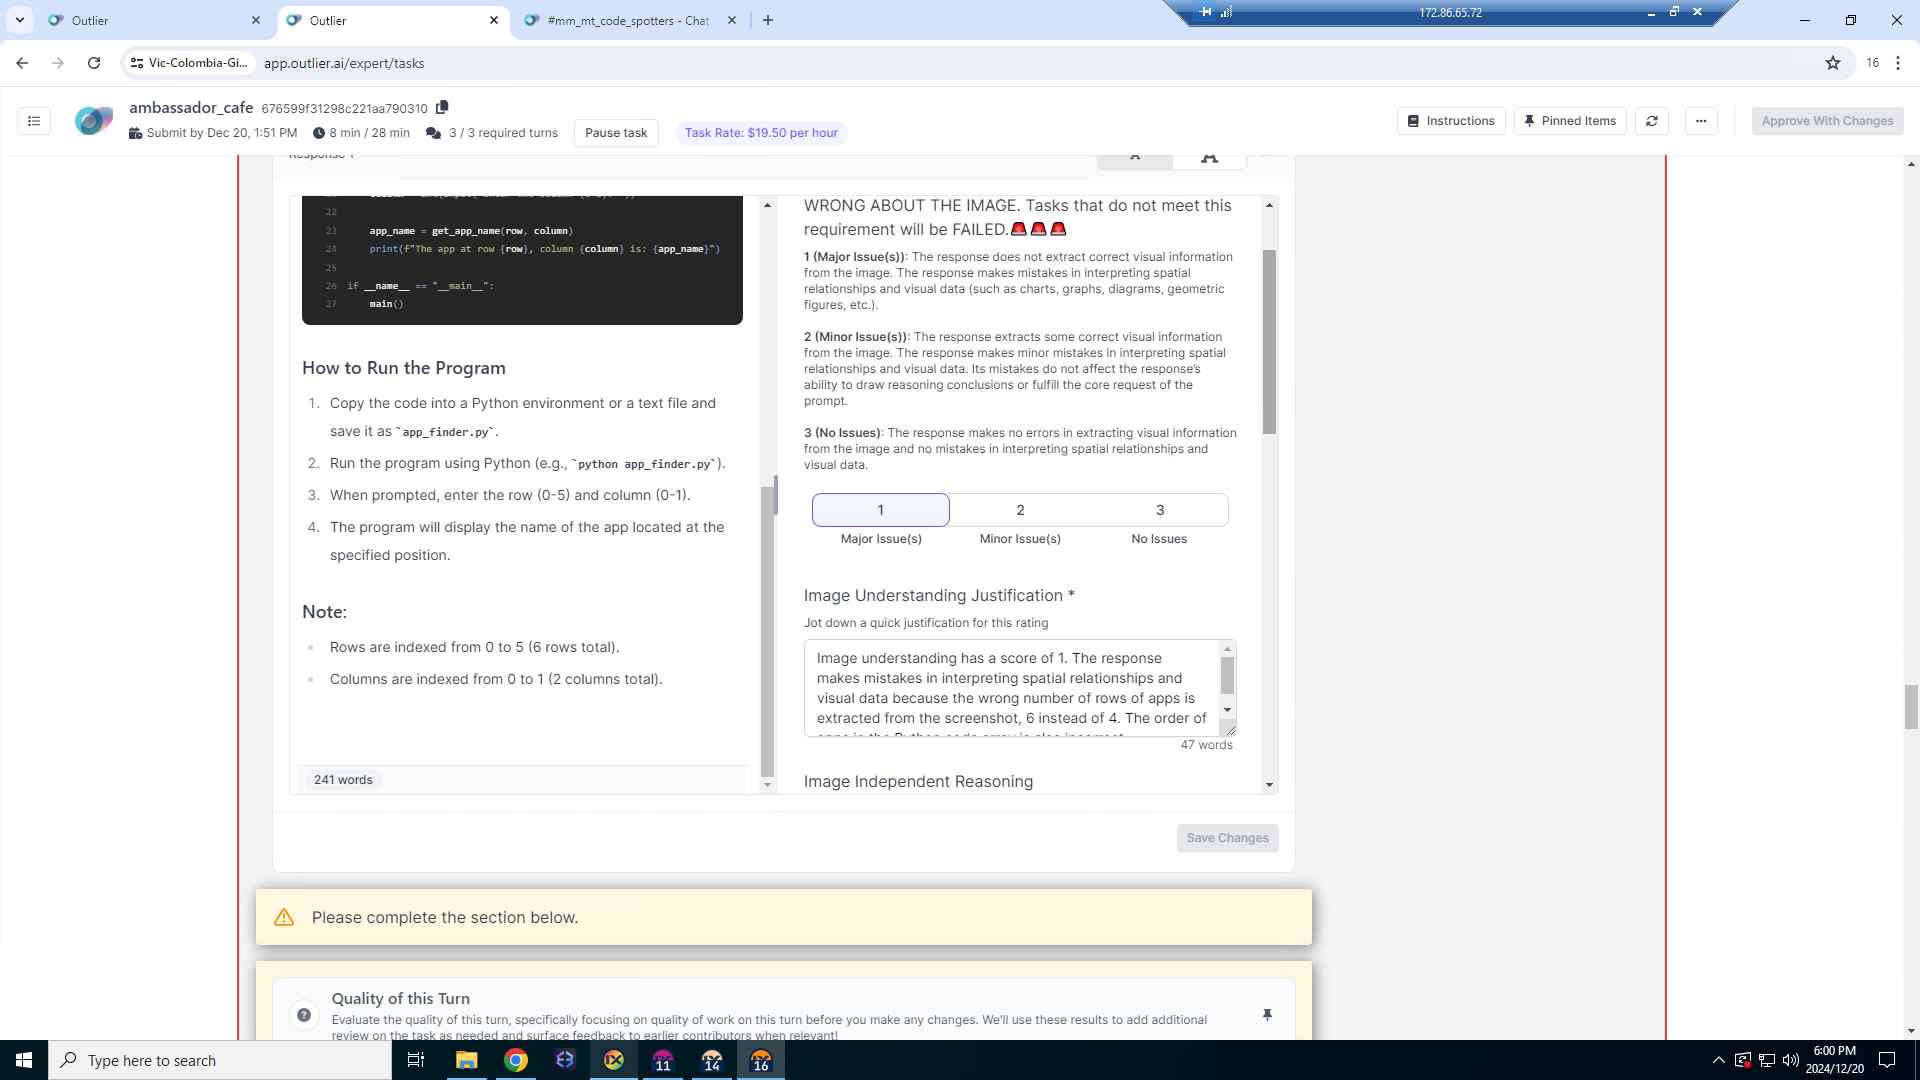 Outlier
Outlier
#mm_mt_code_spotters - Chat
172.86.65.72
Vic-Colombia-Gi...
app.outlier.ai/expert/tasks
16
ambassador_cafe 676599f31298c221aa790310
Submit by Dec 20, 1:51 PM
8 min / 28 min
3 / 3 required turns
Pause task
Task Rate: $19.50 per hour
Instructions
Pinned Items
Approve With Changes
22
23 app_name = get_app_name(row, column)
24 print(f"The app at row {row}, column {column} is: {app_name}")
25
26 if __name__ == "__main__":
27 main()
How to Run the Program
1. Copy the code into a Python environment or a text file and
save it as `app_finder.py`.
2. Run the program using Python (e.g., `python app_finder.py`).
3. When prompted, enter the row (0-5) and column (0-1).
4. The program will display the name of the app located at the
specified position.
Note:
Rows are indexed from 0 to 5 (6 rows total).
Columns are indexed from 0 to 1 (2 columns total).
241 words
WRONG ABOUT THE IMAGE. Tasks that do not meet this
requirement will be FAILED.🚨🚨🚨
1 (Major Issue(s)): The response does not extract correct visual information
from the image. The response makes mistakes in interpreting spatial
relationships and visual data (such as charts, graphs, diagrams, geometric
figures, etc.).
2 (Minor Issue(s)): The response extracts some correct visual information
from the image. The response makes minor mistakes in interpreting spatial
relationships and visual data. Its mistakes do not affect the response's
ability to draw reasoning conclusions or fulfill the core request of the
prompt.
3 (No Issues): The response makes no errors in extracting visual information
from the image and no mistakes in interpreting spatial relationships and
visual data.
1 2 3
Major Issue(s) Minor Issue(s) No Issues
Image Understanding Justification *
Jot down a quick justification for this rating
Image understanding has a score of 1. The response
makes mistakes in interpreting spatial relationships and
visual data because the wrong number of rows of apps is
extracted from the screenshot, 6 instead of 4. The order of
47 words
Image Independent Reasoning
Save Changes
Please complete the section below.
Quality of this Turn
Evaluate the quality of this turn, specifically focusing on quality of work on this turn before you make any changes. We'll use these results to add additional
review on the task as needed and surface feedback to earlier contributors when relevant!
Type here to search
11
14
16
6:00 PM
2024/12/20